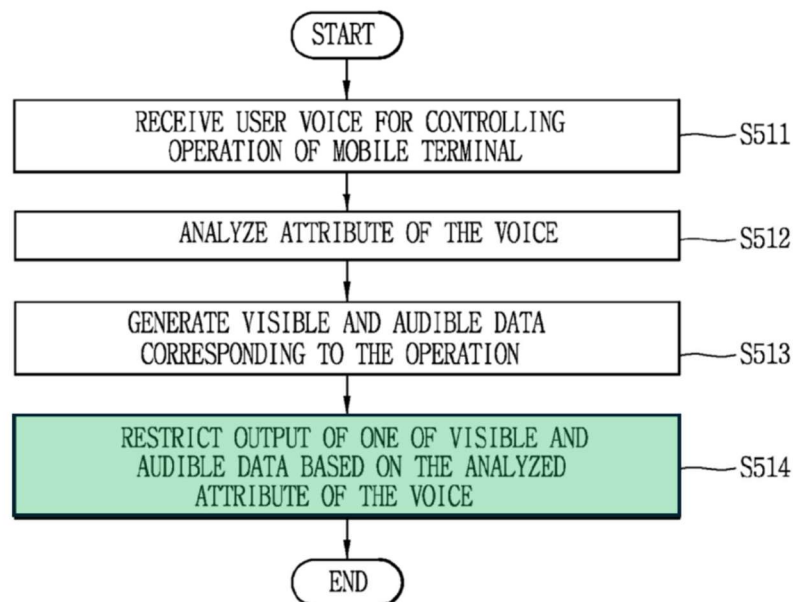 START
RECEIVE USER VOICE FOR CONTROLLING
OPERATION OF MOBILE TERMINAL
S511
ANALYZE ATTRIBUTE OF THE VOICE
S512
GENERATE VISIBLE AND AUDIBLE DATA
CORRESPONDING TO THE OPERATION
S513
RESTRICT OUTPUT OF ONE OF VISIBLE AND
AUDIBLE DATA BASED ON THE ANALYZED
ATTRIBUTE OF THE VOICE
S514
END